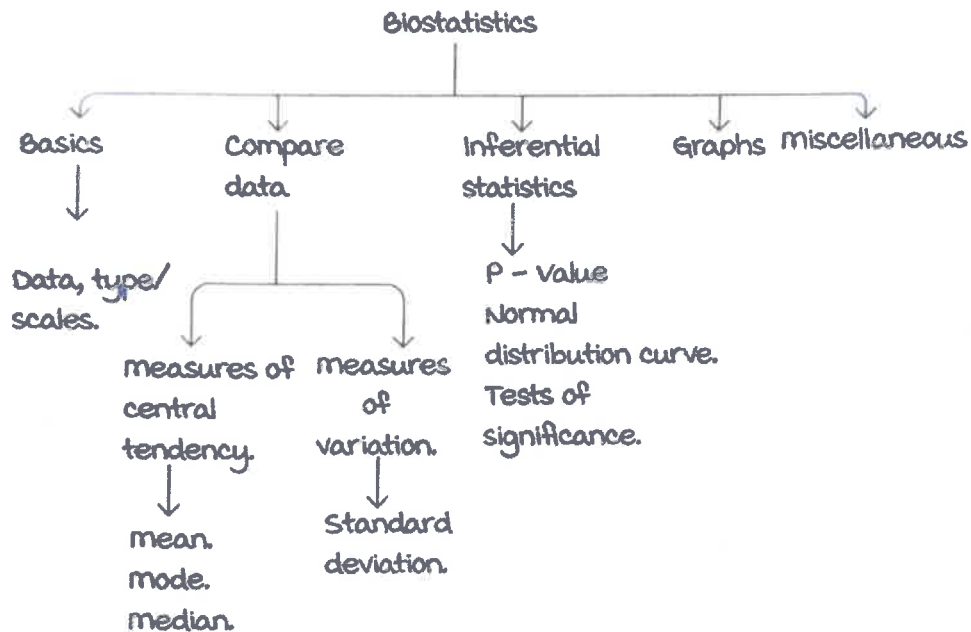 Biostatistics
Basics
Compare
data
Inferential
statistics
Graphs
miscellaneous
Data, type/
scales.
measures of
central
tendency.
measures
of
variation.
P - Value
Normal
distribution curve.
Tests of
significance.
mean.
mode.
median.
Standard
deviation.